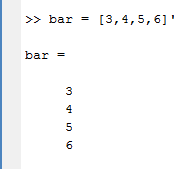 >> bar = [3,4,5,6]'
bar =
3
4
5
6